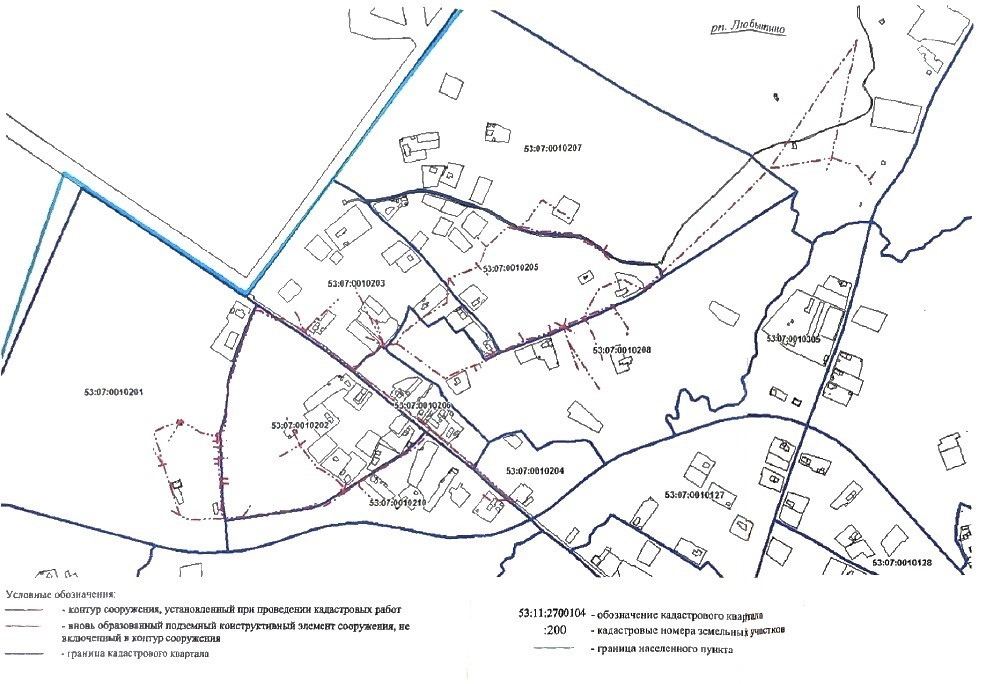 рп. Любытино
53:07:0010207
53:07:0010205
53:07:0010203
53:07:0010305
53:07:0010208
53:07:0010201
53:07:0010206
53:07:0010202
53:07:0010204
53:07:0010127
53:07:0010210
53:07:0010128
Условные обозначения:
- контур сооружения, установленный при проведении кадастровых работ
- вновь образованный подземный конструктивный элемент сооружения, не
включенный в контур сооружения
- граница кадастрового квартала
53:11:2700104 - обозначение кадастрового квартала
:200 - кадастровые номера земельных участков
- граница населенного пункта